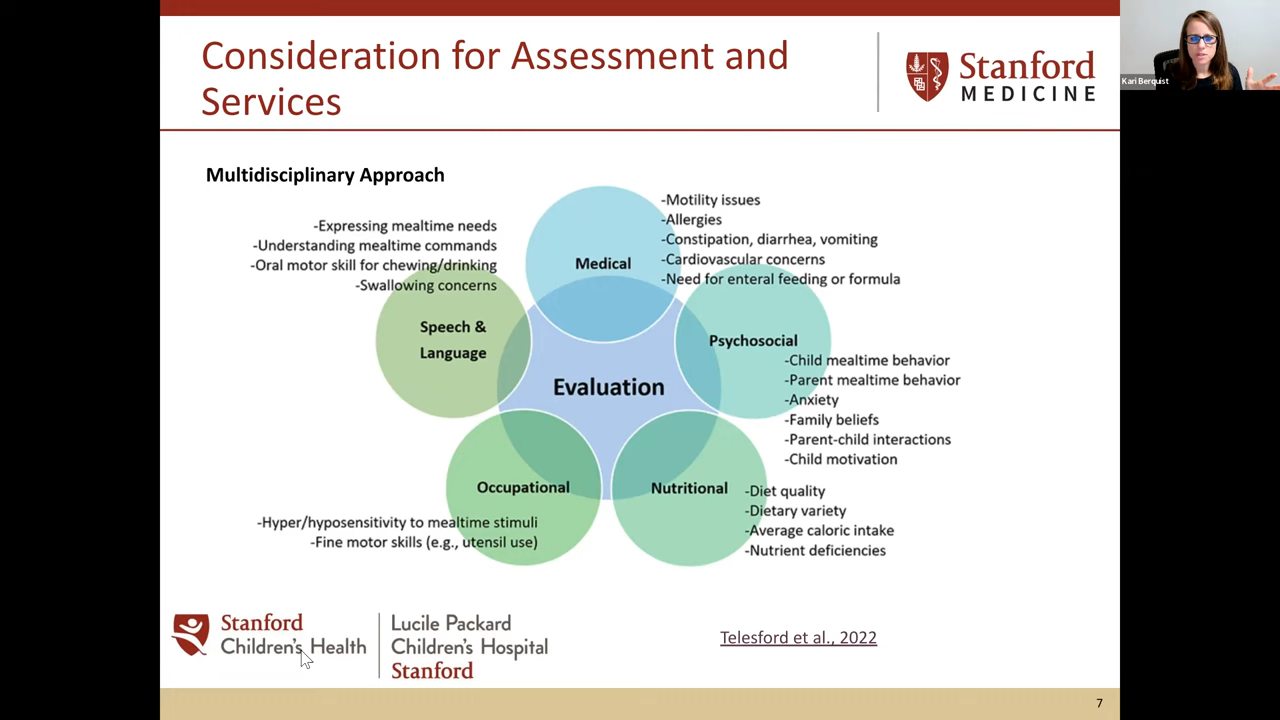 Consideration for Assessment and
Services
Stanford
MEDICINE
Kari Berquist
Multidisciplinary Approach
-Expressing mealtime needs
-Understanding mealtime commands
-Oral motor skill for chewing/drinking
-Swallowing concerns
Speech &
Language
Medical
-Motility issues
-Allergies
-Constipation, diarrhea, vomiting
-Cardiovascular concerns
-Need for enteral feeding or formula
Psychosocial
-Child mealtime behavior
-Parent mealtime behavior
-Anxiety
-Family beliefs
-Parent-child interactions
-Child motivation
Evaluation
Occupational
-Hyper/hyposensitivity to mealtime stimuli
-Fine motor skills (e.g., utensil use)
Nutritional
-Diet quality
-Dietary variety
-Average caloric intake
-Nutrient deficiencies
Stanford
Children's Health
Lucile Packard
Children's Hospital
Stanford
Telesford et al., 2022
7